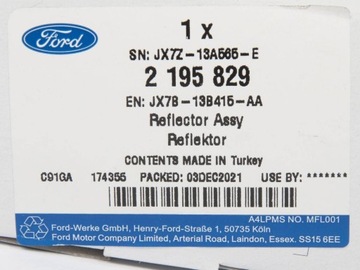 Ford
1 x
SN: JX7Z-13A565-E
2 195 829
EN: JX7B-13B415-AA
Reflector Assy
Reflektor
CONTENTS MADE IN Turkey
C91GA 174355 PACKED: 03DEC2021 USE BY:*******
A4LPMS NO. MFL001
Ford-Werke GmbH, Henry-Ford-Straße 1, 50735 Köln
Ford Motor Company Limited, Arterial Road, Laindon, Essex. SS15 6EE